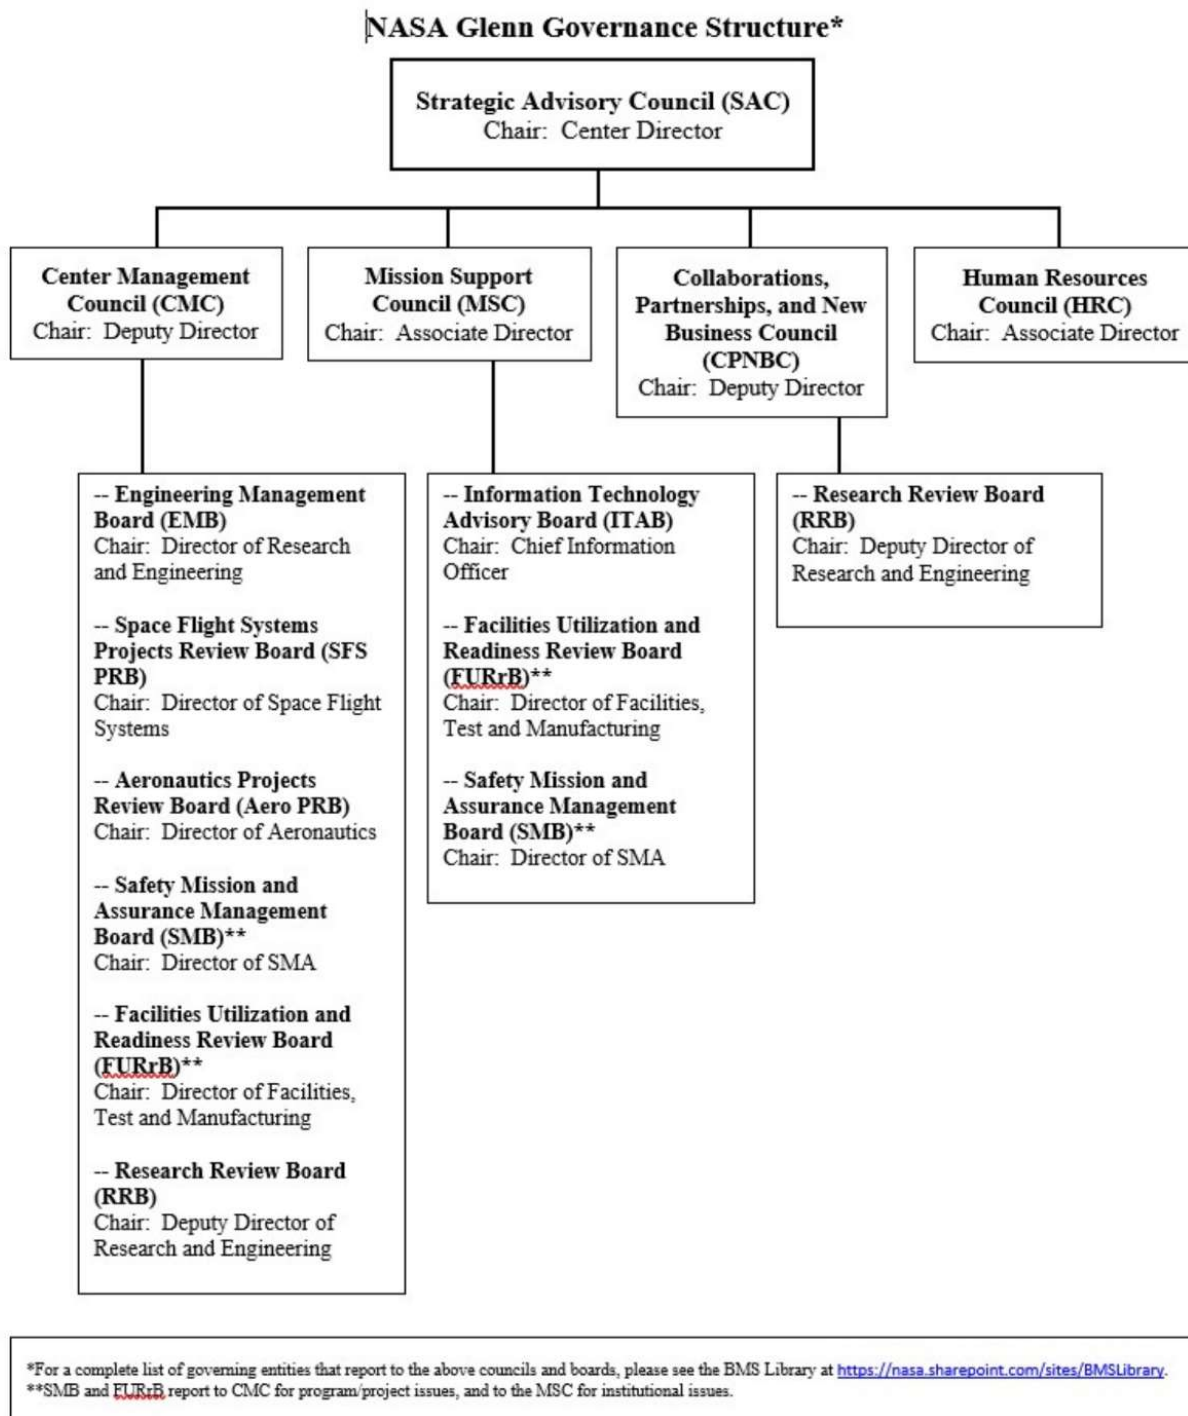 NASA Glenn Governance Structure*
Strategic Advisory Council (SAC)
Chair: Center Director
Center Management
Council (CMC)
Chair: Deputy Director
Mission Support
Council (MSC)
Chair: Associate Director
Collaborations,
Partnerships, and New
Business Council
(CPNBC)
Chair: Deputy Director
Human Resources
Council (HRC)
Chair: Associate Director
-- Engineering Management
Board (EMB)
Chair: Director of Research
and Engineering
-- Space Flight Systems
Projects Review Board (SFS
PRB)
Chair: Director of Space Flight
Systems
-- Aeronautics Projects
Review Board (Aero PRB)
Chair: Director of Aeronautics
-- Safety Mission and
Assurance Management
Board (SMB)**
Chair: Director of SMA
-- Facilities Utilization and
Readiness Review Board
(FURrB)**
Chair: Director of Facilities,
Test and Manufacturing
-- Research Review Board
(RRB)
Chair: Deputy Director of
Research and Engineering
-- Information Technology
Advisory Board (ITAB)
Chair: Chief Information
Officer
-- Facilities Utilization and
Readiness Review Board
(FURrB)**
Chair: Director of Facilities,
Test and Manufacturing
-- Safety Mission and
Assurance Management
Board (SMB)**
Chair: Director of SMA
-- Research Review Board
(RRB)
Chair: Deputy Director of
Research and Engineering
*For a complete list of governing entities that report to the above councils and boards, please see the BMS Library at https://nasa.sharepoint.com/sites/BMSLibrary.
**SMB and FURrB report to CMC for program/project issues, and to the MSC for institutional issues.